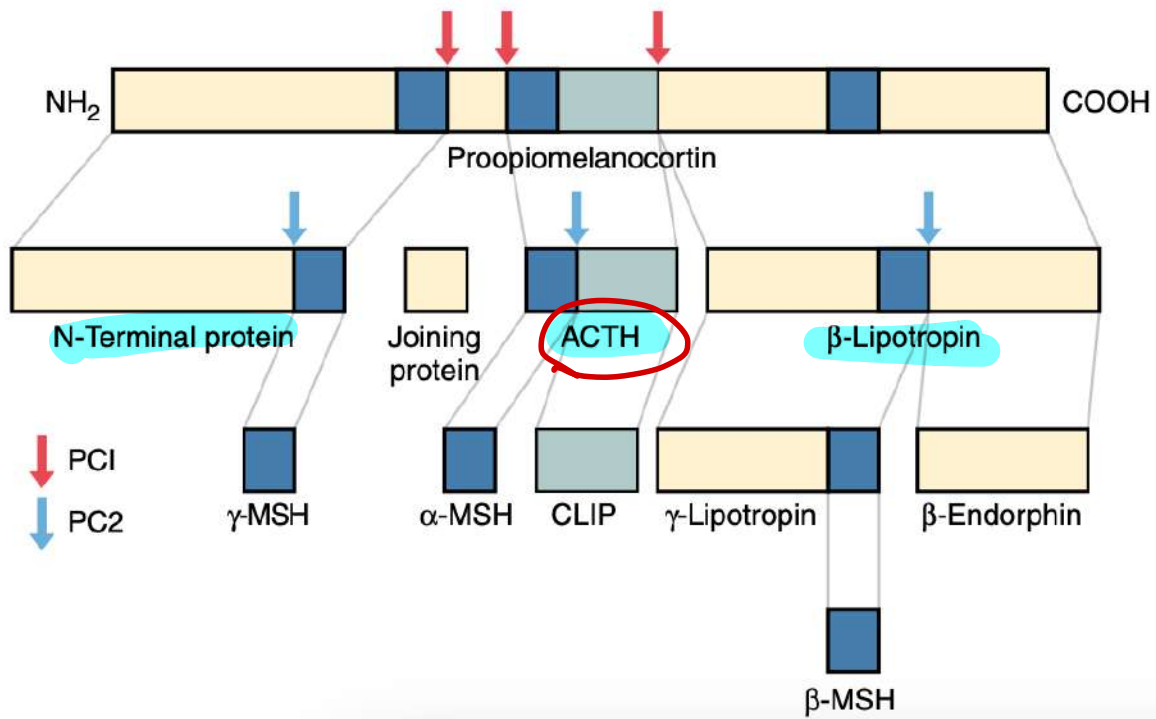 NH₂
COOH
Proopiomelanocortin
N-Terminal protein
Joining
protein
ACTH
β-Lipotropin
PCI
PC2
γ-MSH
α-MSH
CLIP
γ-Lipotropin
β-Endorphin
β-MSH